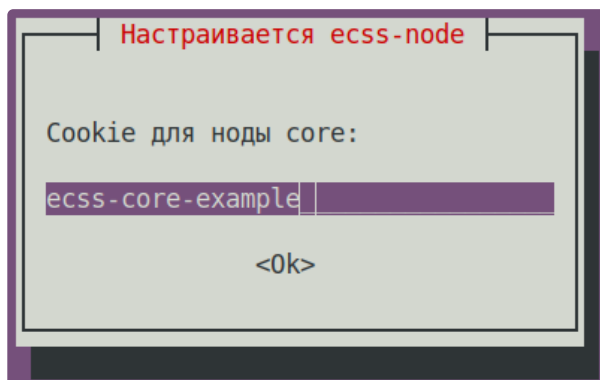 Настраивается ecss-node
Cookie для ноды core:
ecss-core-example
<Ok>